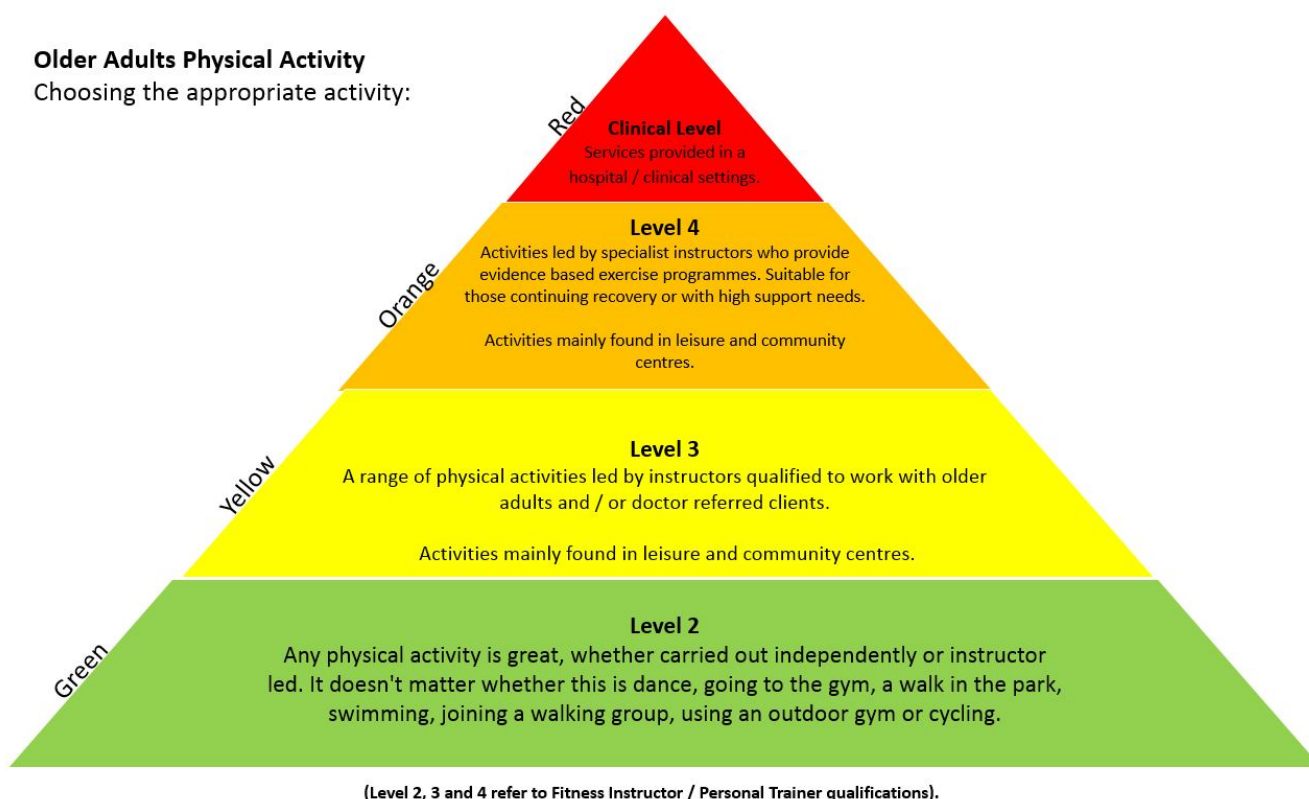 Older Adults Physical Activity
Choosing the appropriate activity:
Red
Clinical Level
Services provided in a
hospital / clinical settings.
Orange
Level 4
Activities led by specialist instructors who provide
evidence based exercise programmes. Suitable for
those continuing recovery or with high support needs.
Activities mainly found in leisure and community
centres.
Yellow
Level 3
A range of physical activities led by instructors qualified to work with older
adults and / or doctor referred clients.
Activities mainly found in leisure and community centres.
Green
Level 2
Any physical activity is great, whether carried out independently or instructor
led. It doesn't matter whether this is dance, going to the gym, a walk in the park,
swimming, joining a walking group, using an outdoor gym or cycling.
(Level 2, 3 and 4 refer to Fitness Instructor / Personal Trainer qualifications).